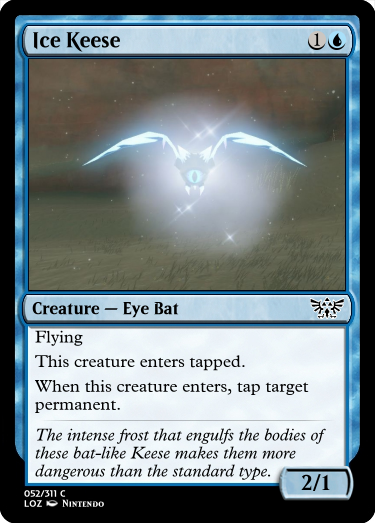 Ice Keese 1
Creature — Eye Bat
Flying
This creature enters tapped.
When this creature enters, tap target
permanent.
The intense frost that engulfs the bodies of
these bat-like Keese makes them more
dangerous than the standard type.
2/1
052/311 C
LOZ Nintendo